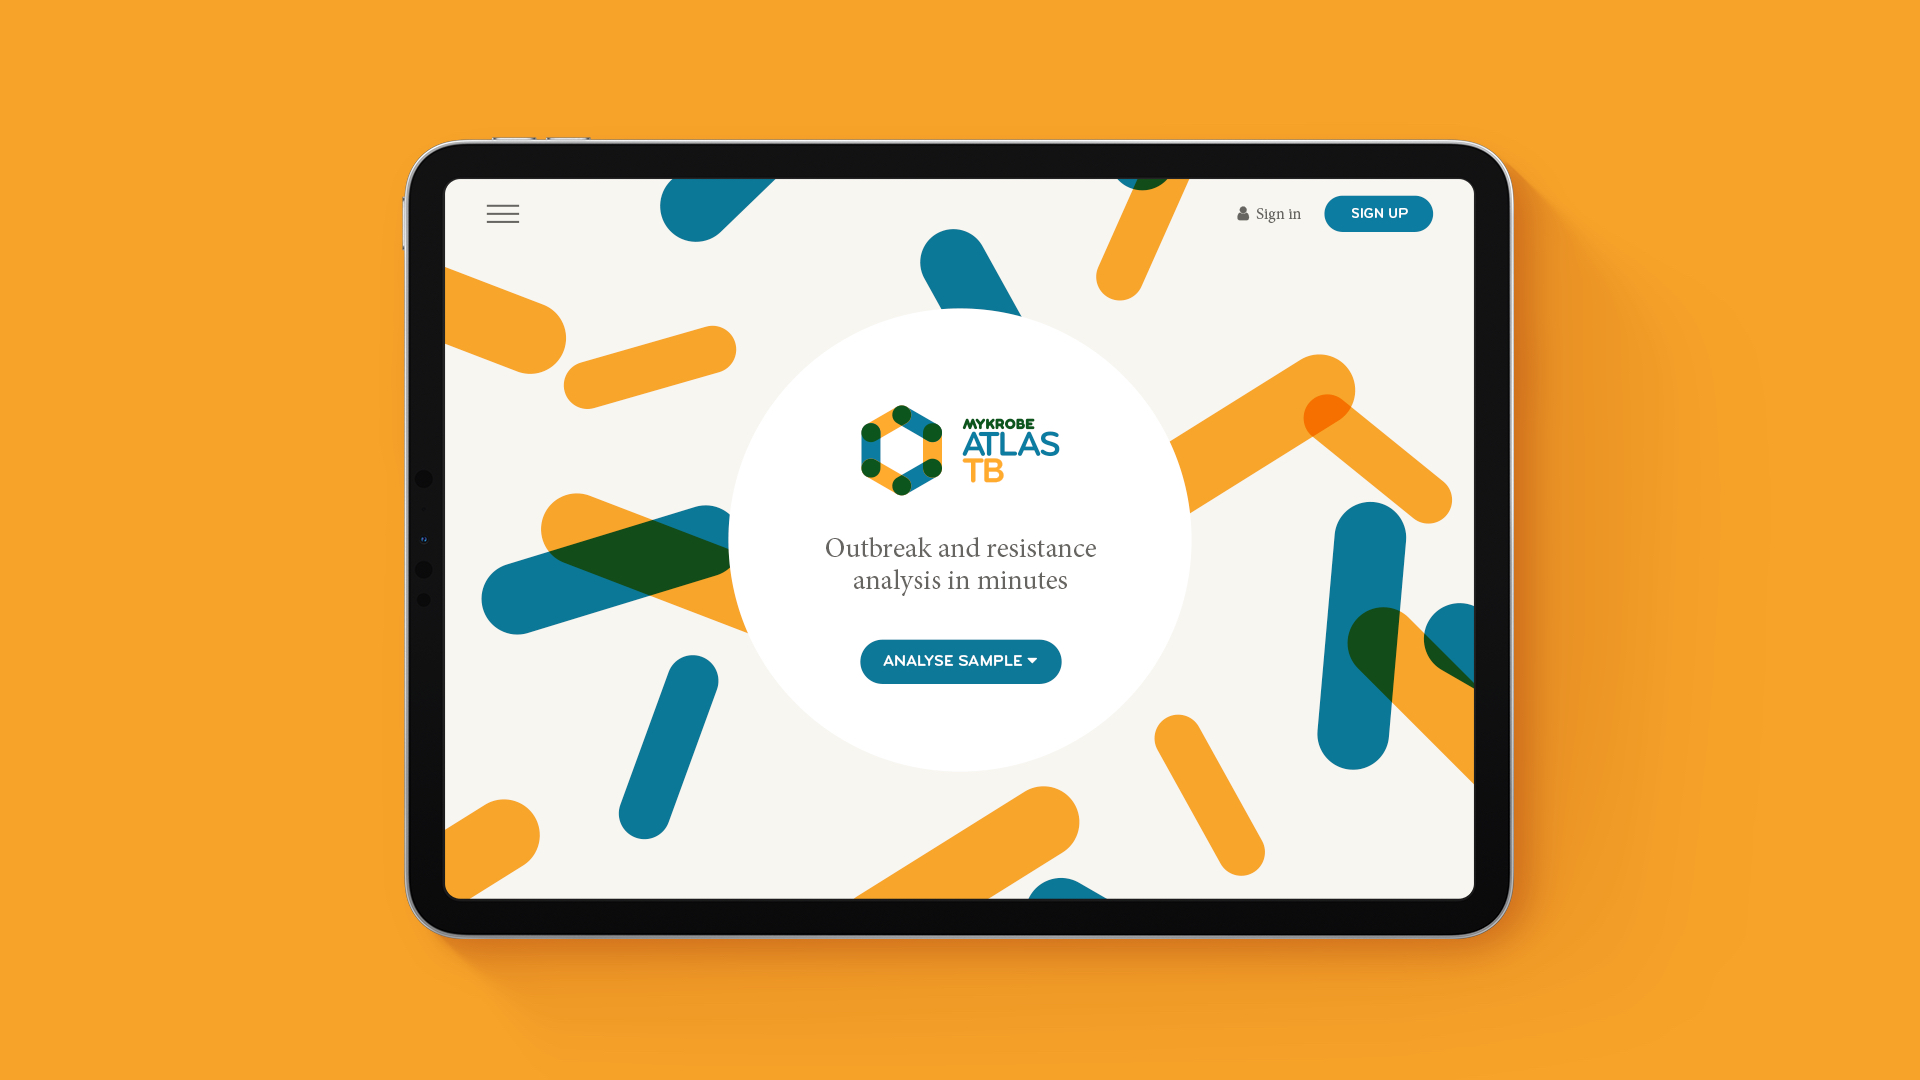 Sign in
SIGN UP
MYKROBE
ATLAS
TB
Outbreak and resistance
analysis in minutes
ANALYSE SAMPLE